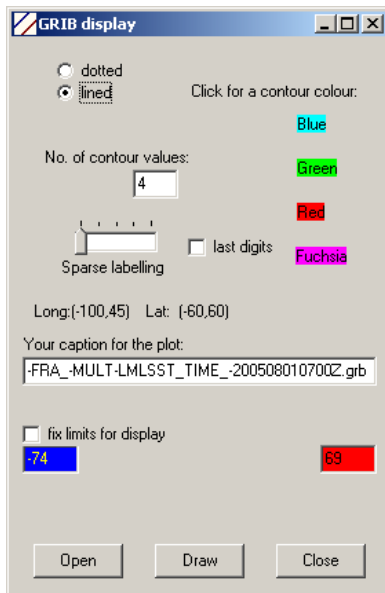 GRIB display
dotted
lined
Click for a contour colour:
Blue
No. of contour values:
Green
4
Red
last digits
Fuchsia
Sparse labelling
Long:(-100,45) Lat: (-60,60)
Your caption for the plot:
-FRA_-MULT-LMLSST_TIME_-200508010700Z.grb
fix limits for display
-74 69
Open Draw Close